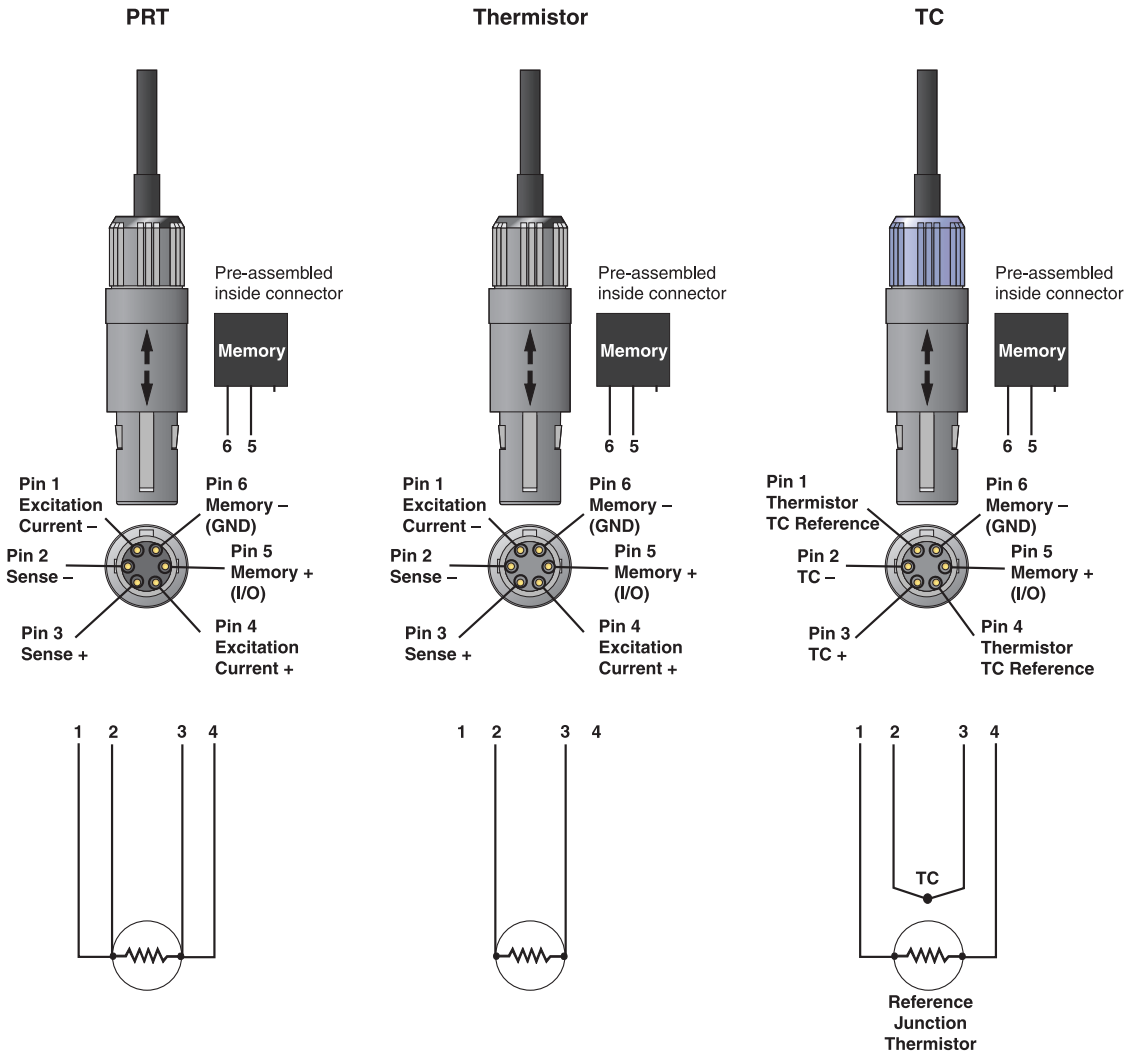 PRT
Pre-assembled
inside connector
Memory
6 5
Pin 1
Excitation
Current –
Pin 6
Memory –
(GND)
Pin 2
Sense –
Pin 5
Memory +
(I/O)
Pin 3
Sense +
Pin 4
Excitation
Current +
1 2 3 4
Thermistor
Pre-assembled
inside connector
Memory
6 5
Pin 1
Excitation
Current –
Pin 6
Memory –
(GND)
Pin 2
Sense –
Pin 5
Memory +
(I/O)
Pin 3
Sense +
Pin 4
Excitation
Current +
1 2 3 4
TC
Pre-assembled
inside connector
Memory
6 5
Pin 1
Thermistor
TC Reference
Pin 6
Memory –
(GND)
Pin 2
TC –
Pin 5
Memory +
(I/O)
Pin 3
TC +
Pin 4
Thermistor
TC Reference
1 2 3 4
TC
Reference
Junction
Thermistor